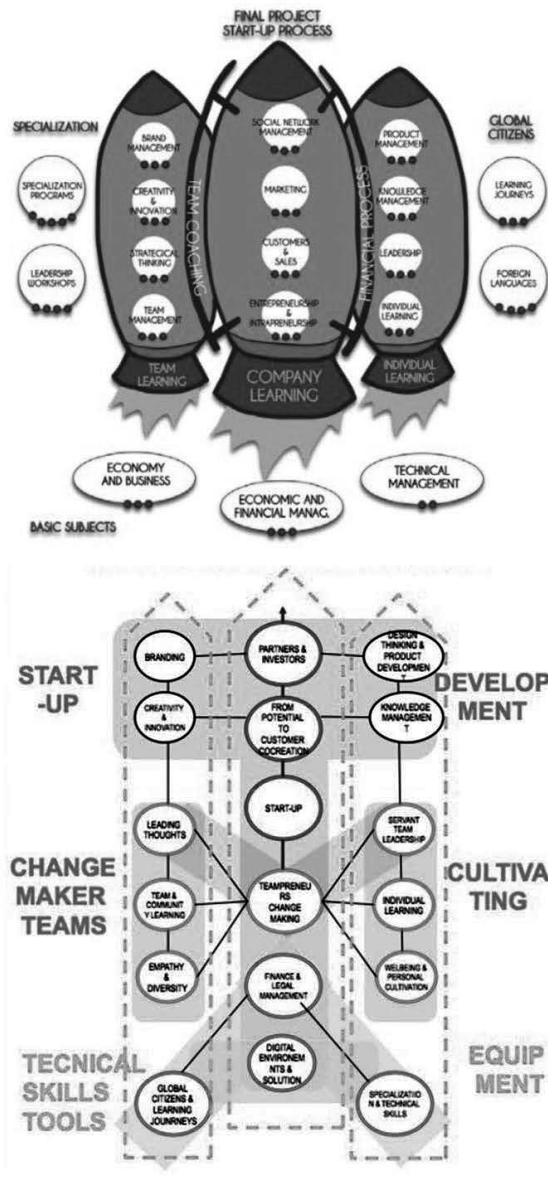 FINAL PROJECT
START-UP PROCESS
SPECIALIZATION
SPECIALIZATION
PROGRAMS
LEADERSHIP
WORKSHOPS
BRAND
MANAGEMENT
CREATIVITY
&
INNOVATION
STRATEGICAL
THINKING
TEAM
MANAGEMENT
TEAM
LEARNING
TEAM COACHING
SOCIAL NETWORK
MANAGEMENT
MARKETING
CUSTOMERS
&
SALES
ENTREPRENEURSHIP
&
INTRAPRENEURSHIP
COMPANY
LEARNING
FINANCIAL PROCESS
PRODUCT
MANAGEMENT
KNOWLEDGE
MANAGEMENT
LEADERSHIP
INDIVIDUAL
LEARNING
INDIVIDUAL
LEARNING
GLOBAL
CITIZENS
LEARNING
JOURNEYS
FOREIGN
LANGUAGES
ECONOMY
AND BUSINESS
ECONOMIC AND
FINANCIAL MANAG.
TECHNICAL
MANAGEMENT
BASIC SUBJECTS
START
-UP
BRANDING
PARTNERS &
INVESTORS
DESIGN
THINKING &
PRODUCT
DEVELOPMEN
T
DEVELOP
MENT
CREATIVITY
&
INNOVATION
FROM
POTENTIAL
TO
CUSTOMER
COCREATION
KNOWLEDGE
MANAGEMEN
T
START-UP
CHANGE
MAKER
TEAMS
LEADING
THOUGHTS
TEAM &
COMMUNIT
Y LEARNING
EMPATHY
&
DIVERSITY
TEAMPRENEU
RS
CHANGE
MAKING
SERVANT
TEAM
LEADERSHIP
INDIVIDUAL
LEARNING
WELBEING &
PERSONAL
CULTIVATION
CULTIVA
TING
FINANCE &
LEGAL
MANAGEMENT
DIGITAL
ENVIRONEM
NTS &
SOLUTION
TECNICAL
SKILLS
TOOLS
GLOBAL
CITIZENS &
LEARNING
JOUNRNEYS
SPECIALIZATIO
N & TECHNICAL
SKILLS
EQUIP
MENT